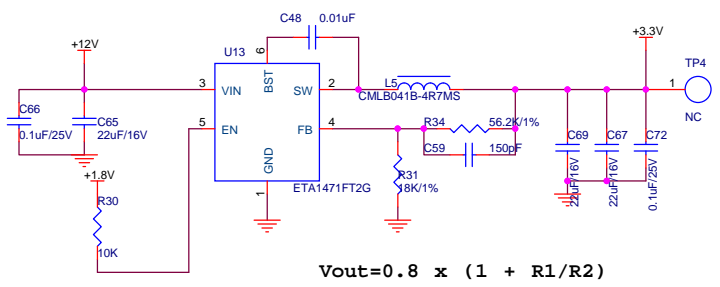 C48
0.01uF
+12V
+3.3V
U13
6
TP4
BST
L5
3
VIN
SW
2
1
CMLB041B-4R7MS
C66
0.1uF/25V
C65
22uF/16V
5
EN
FB
4
R34
56.2K/1%
NC
C59
150pF
C69
22uF/16V
C67
22uF/16V
C72
0.1uF/25V
GND
1
ETA1471FT2G
R31
18K/1%
+1.8V
R30
10K
Vout=0.8 x (1 + R1/R2)